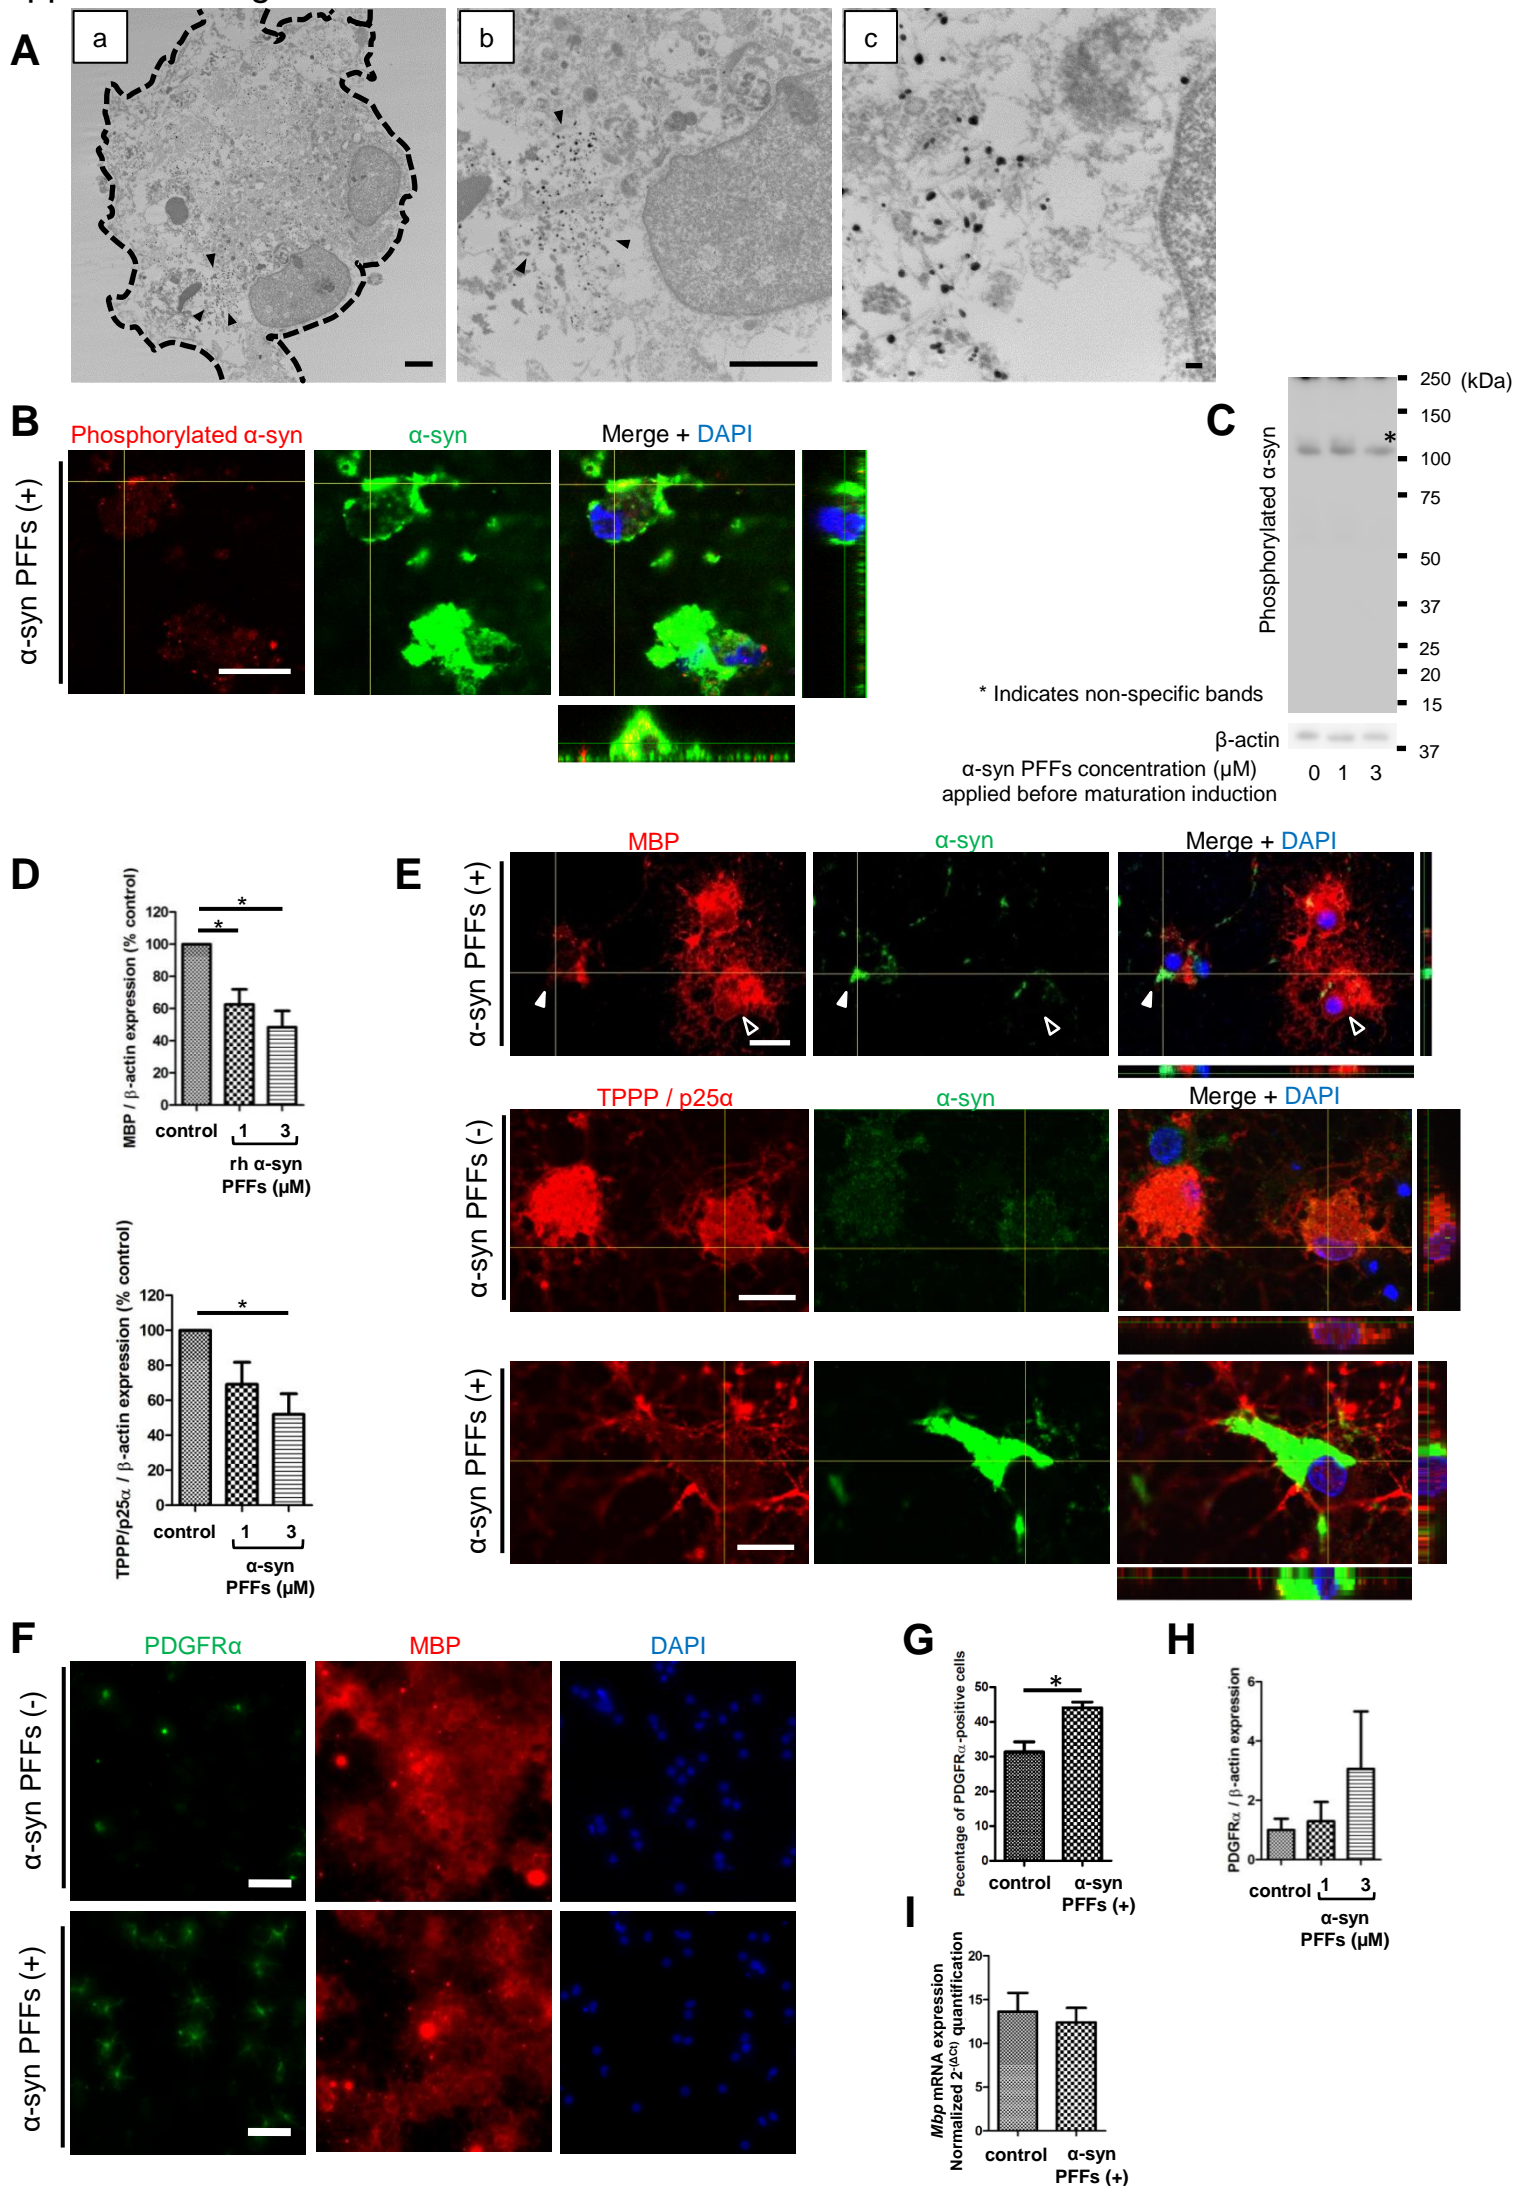 A
a
b
c
B
Phosphorylated α-syn
α-syn
Merge + DAPI
α-syn PFFs (+)
C
Phosphorylated α-syn
250 (kDa)
150
*
100
75
50
37
25
20
15
* Indicates non-specific bands
β-actin
37
α-syn PFFs concentration (μM)
applied before maturation induction
0 1 3
D
MBP / β-actin expression (% control)
120
100
80
60
40
20
0
*
*
control
1 3
rh α-syn
PFFs (μM)
TPPP/p25α / β-actin expression (% control)
120
100
80
60
40
20
0
*
control
1 3
α-syn
PFFs (μM)
E
MBP
α-syn
Merge + DAPI
α-syn PFFs (+)
TPPP / p25α
α-syn
Merge + DAPI
α-syn PFFs (-)
α-syn PFFs (+)
F
PDGFRα
MBP
DAPI
α-syn PFFs (-)
α-syn PFFs (+)
G
Pecentage of PDGFRα-positive cells
50
40
30
20
10
0
*
control
α-syn
PFFs (+)
H
PDGFRα / β-actin expression
6
4
2
0
control
1 3
α-syn
PFFs (μM)
I
Mbp mRNA expression
Normalized 2-(ΔCt) quantification
20
15
10
5
0
control
α-syn
PFFs (+)